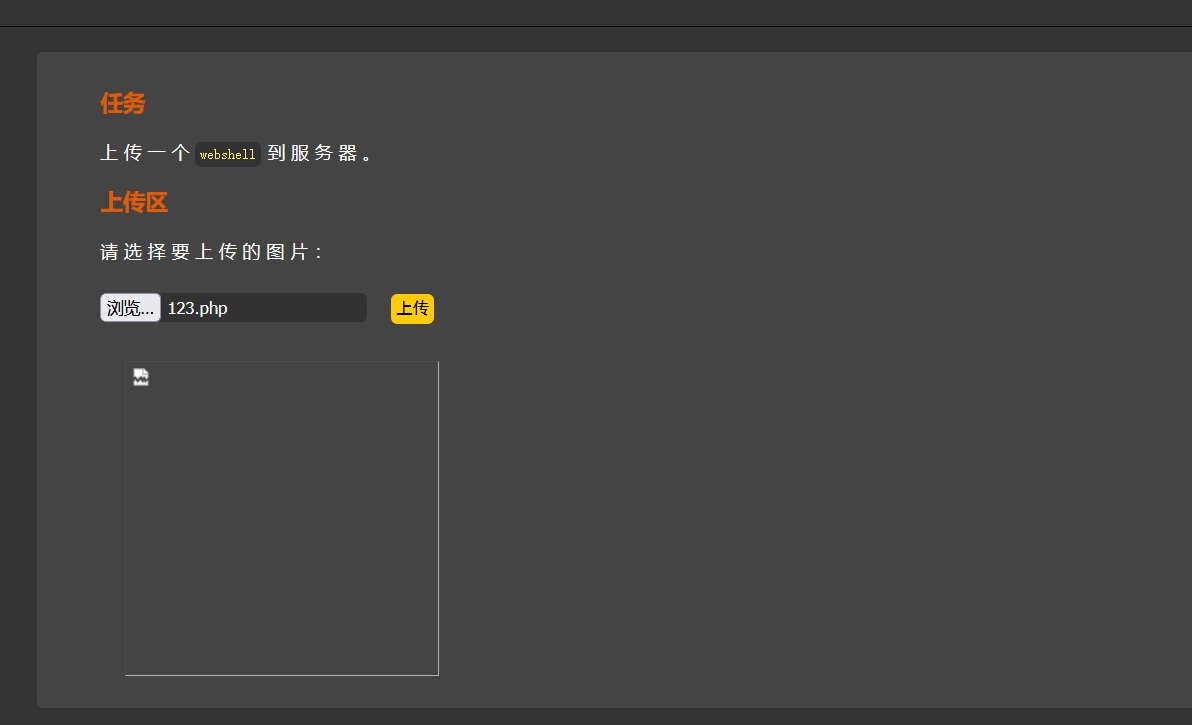 任务
上传一个 webshell 到服务器。
上传区
请选择要上传的图片：
浏览... 123.php 上传